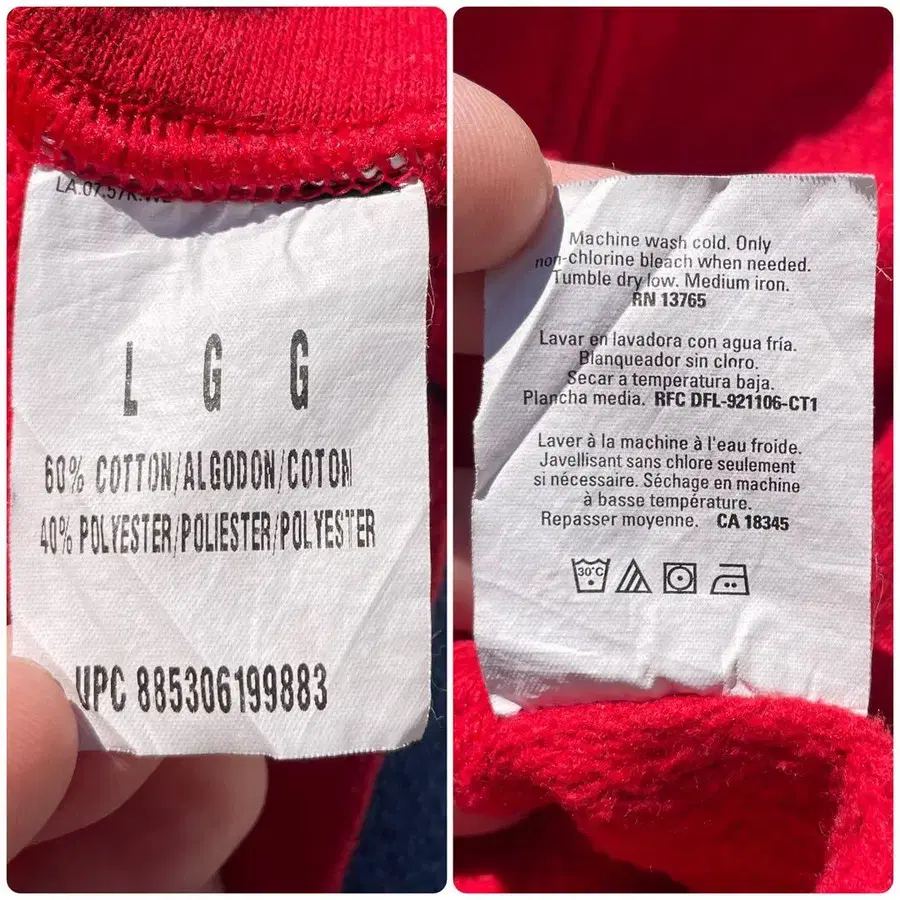 L G G
60% COTTON/ALGODON/COTON
40% POLYESTER/POLIESTER/POLYESTER
UPC 885306199883
Machine wash cold. Only
non-chlorine bleach when needed.
Tumble dry low. Medium iron.
RN 13765
Lavar en lavadora con agua fría.
Blanqueador sin cloro.
Secar a temperatura baja.
Plancha media. RFC DFL-921106-CT1
Laver à la machine à l'eau froide.
Javellisant sans chlore seulement
si nécessaire. Séchage en machine
à basse température.
Repasser moyenne. CA 18345
30°C